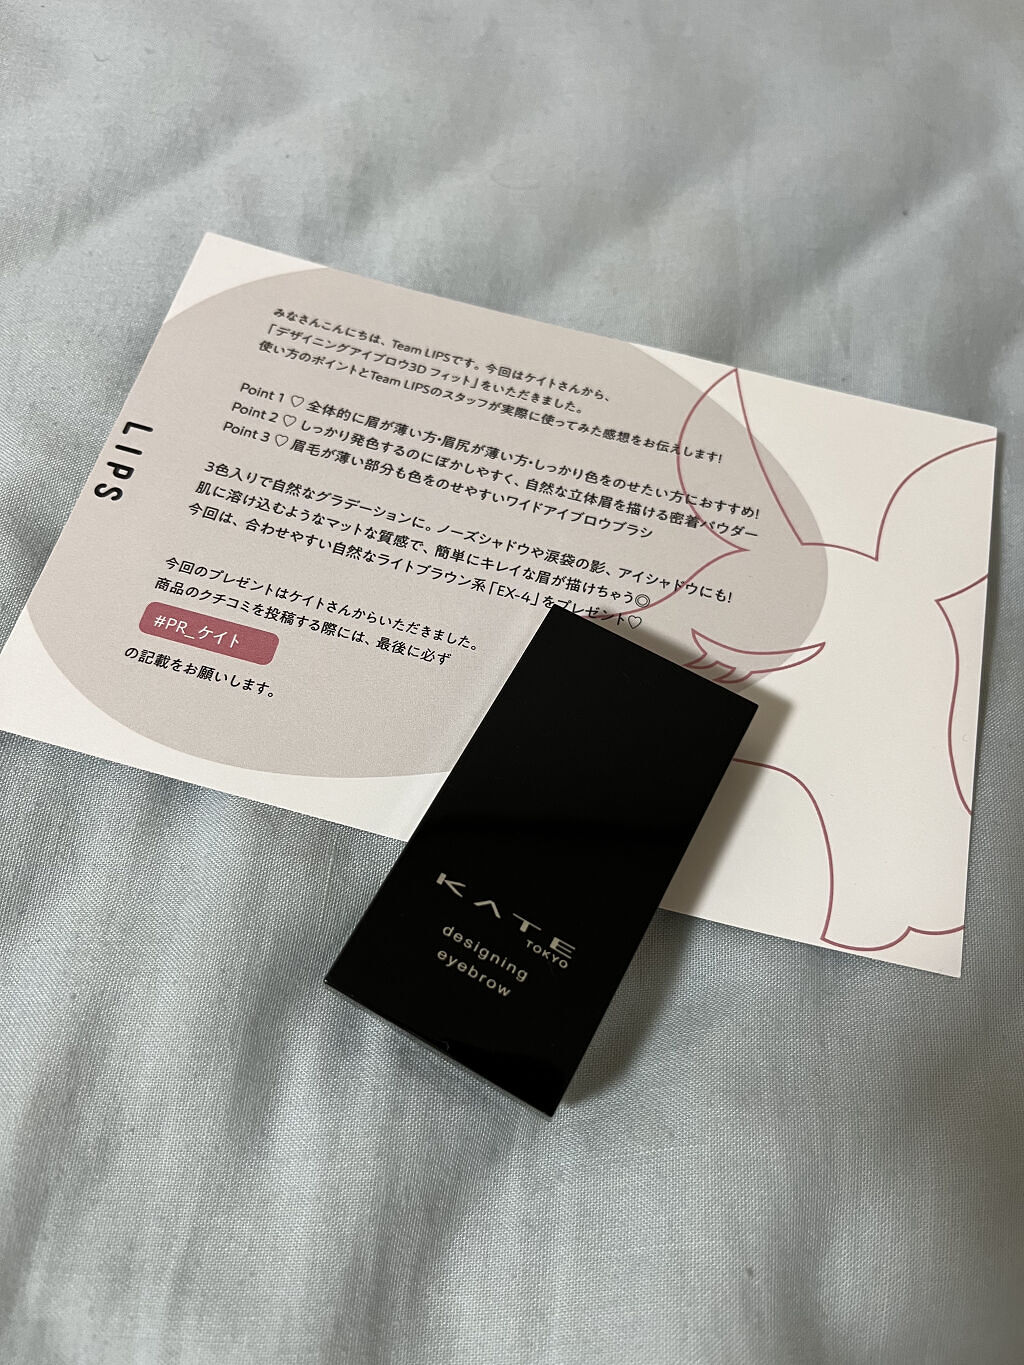 LIPS
みなさんこんにちは、Team LIPSです。今回はケイトさんから、
「デザイニングアイブロウ3D フィット」をいただきました。
使い方のポイントとTeam LIPSのスタッフが実際に使ってみた感想をお伝えします!
Point 1 ♡ 全体的に眉が薄い方・眉尻が薄い方・しっかり色をのせたい方におすすめ!
Point 2 ♡ しっかり発色するのにぼかしやすく、自然な立体眉を描ける密着パウダー
Point 3 ♡ 眉毛が薄い部分も色をのせやすいワイドアイブロウブラシ
3色入りで自然なグラデーションに。ノーズシャドウや涙袋の影、アイシャドウにも!
肌に溶け込むようなマットな質感で、簡単にキレイな眉が描けちゃう◎
今回は、合わせやすい自然なライトブラウン系「EX-4」をプレゼント♡
今回のプレゼントはケイトさんからいただきました。
商品のクチコミを投稿する際には、最後に必ず
#PR_ケイト
の記載をお願いします。
KATE
TOKYO
designing
eyebrow